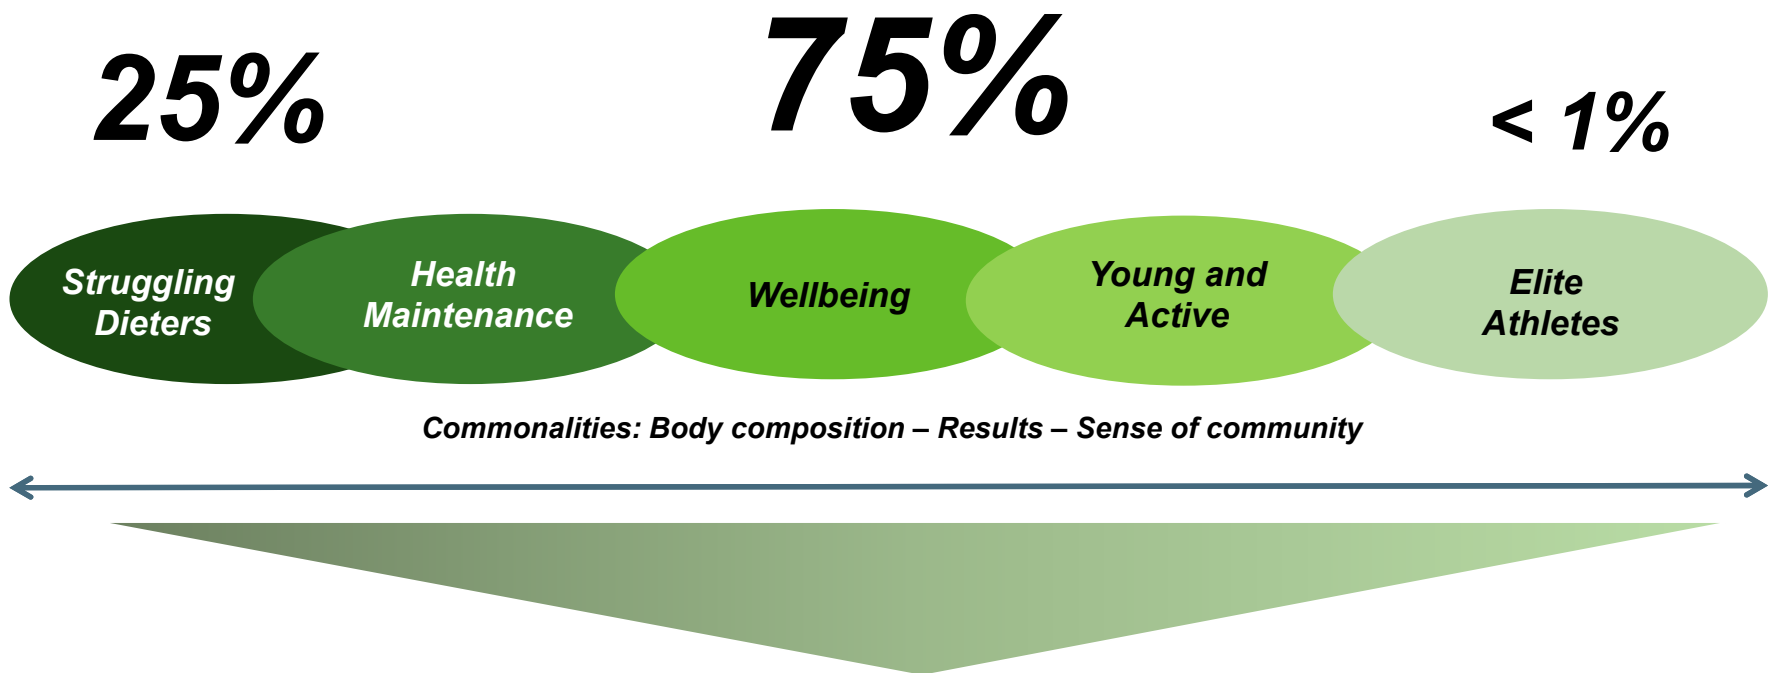 25%
75%
< 1%
Struggling
Dieters
Health
Maintenance
Wellbeing
Young and
Active
Elite
Athletes
Commonalities: Body composition – Results – Sense of community